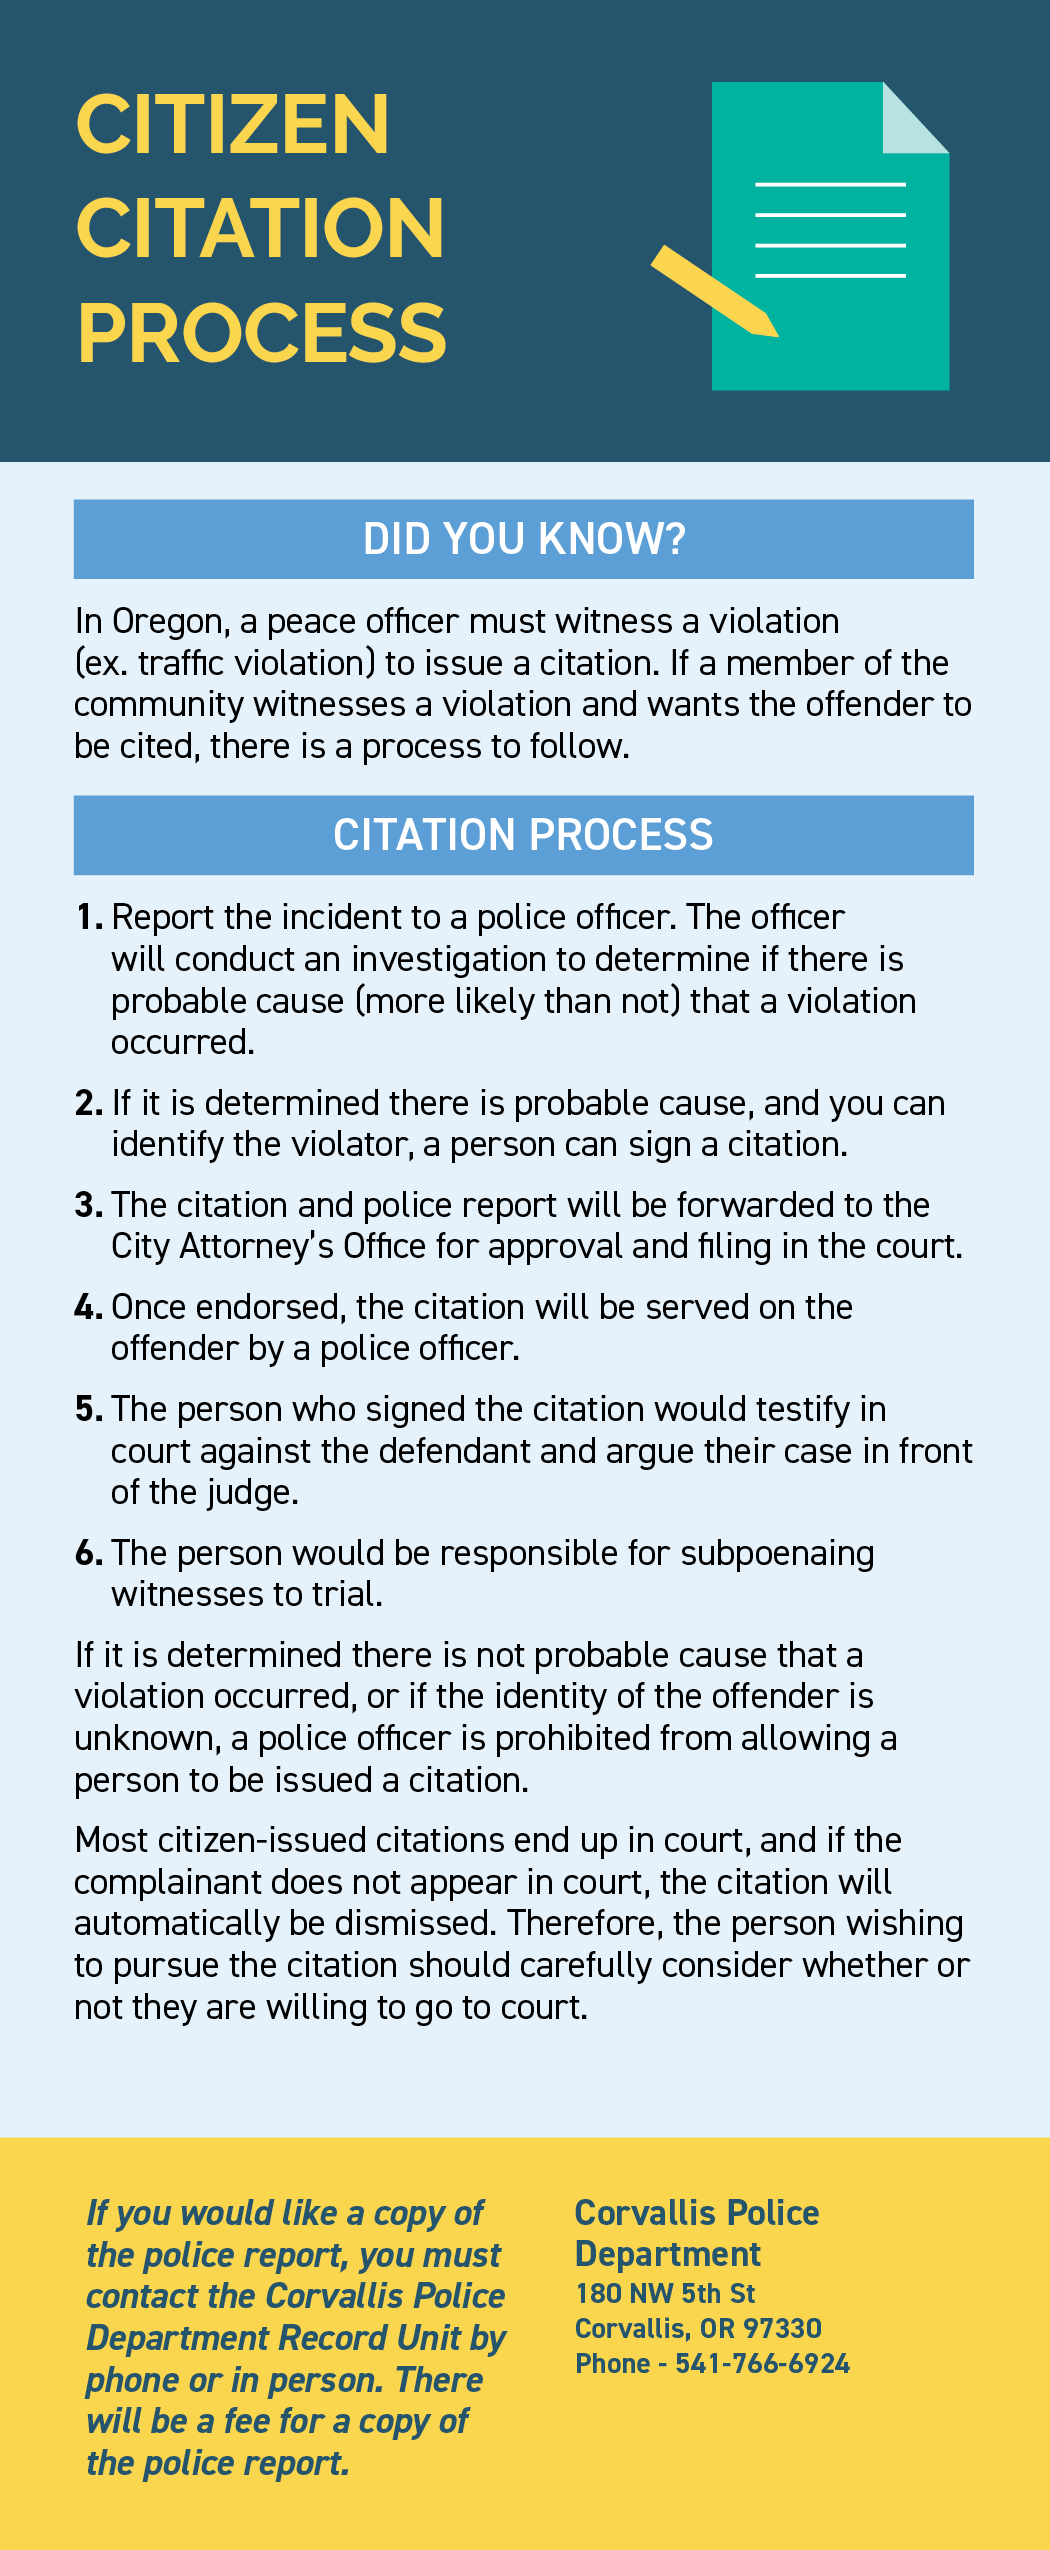 CITIZEN
CITATION
PROCESS
DID YOU KNOW?
In Oregon, a peace officer must witness a violation
(ex. traffic violation) to issue a citation. If a member of the
community witnesses a violation and wants the offender to
be cited, there is a process to follow.
CITATION PROCESS
1. Report the incident to a police officer. The officer
will conduct an investigation to determine if there is
probable cause (more likely than not) that a violation
occurred.
2. If it is determined there is probable cause, and you can
identify the violator, a person can sign a citation.
3. The citation and police report will be forwarded to the
City Attorney’s Office for approval and filing in the court.
4. Once endorsed, the citation will be served on the
offender by a police officer.
5. The person who signed the citation would testify in
court against the defendant and argue their case in front
of the judge.
6. The person would be responsible for subpoenaing
witnesses to trial.
If it is determined there is not probable cause that a
violation occurred, or if the identity of the offender is
unknown, a police officer is prohibited from allowing a
person to be issued a citation.
Most citizen-issued citations end up in court, and if the
complainant does not appear in court, the citation will
automatically be dismissed. Therefore, the person wishing
to pursue the citation should carefully consider whether or
not they are willing to go to court.
If you would like a copy of
the police report, you must
contact the Corvallis Police
Department Record Unit by
phone or in person. There
will be a fee for a copy of
the police report.
Corvallis Police
Department
180 NW 5th St
Corvallis, OR 97330
Phone - 541-766-6924